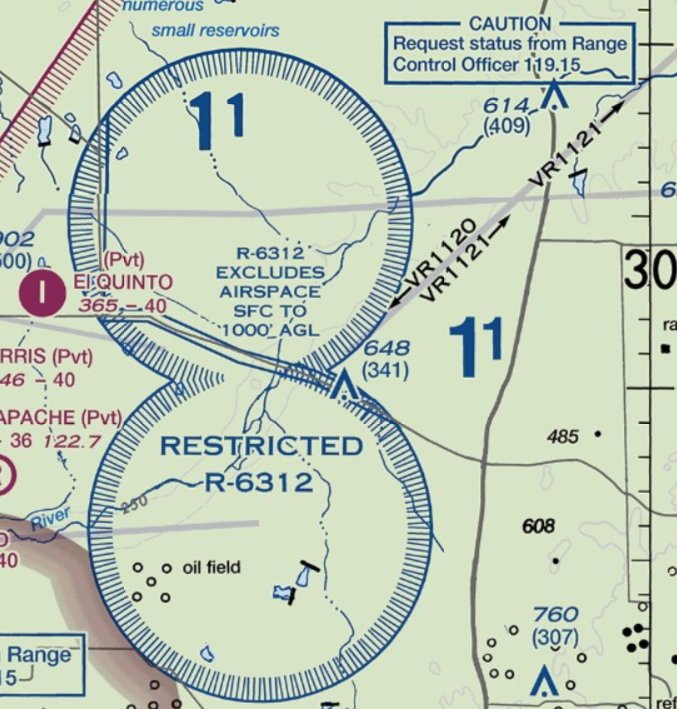 numerous
small reservoirs
CAUTION
Request status from Range
Control Officer 119.15
11
614
(409)
VR1121
VR1120
VR1121
R-6312
EXCLUDES
AIRSPACE
SFC TO
1000' AGL
(Pvt)
El QUINTO
365 - 40
I
30
11
648
(341)
RRIS (Pvt)
46 - 40
APACHE (Pvt)
36 122.7
RESTRICTED
R-6312
485
250
River
608
40
oil field
760
(307)
Range
15